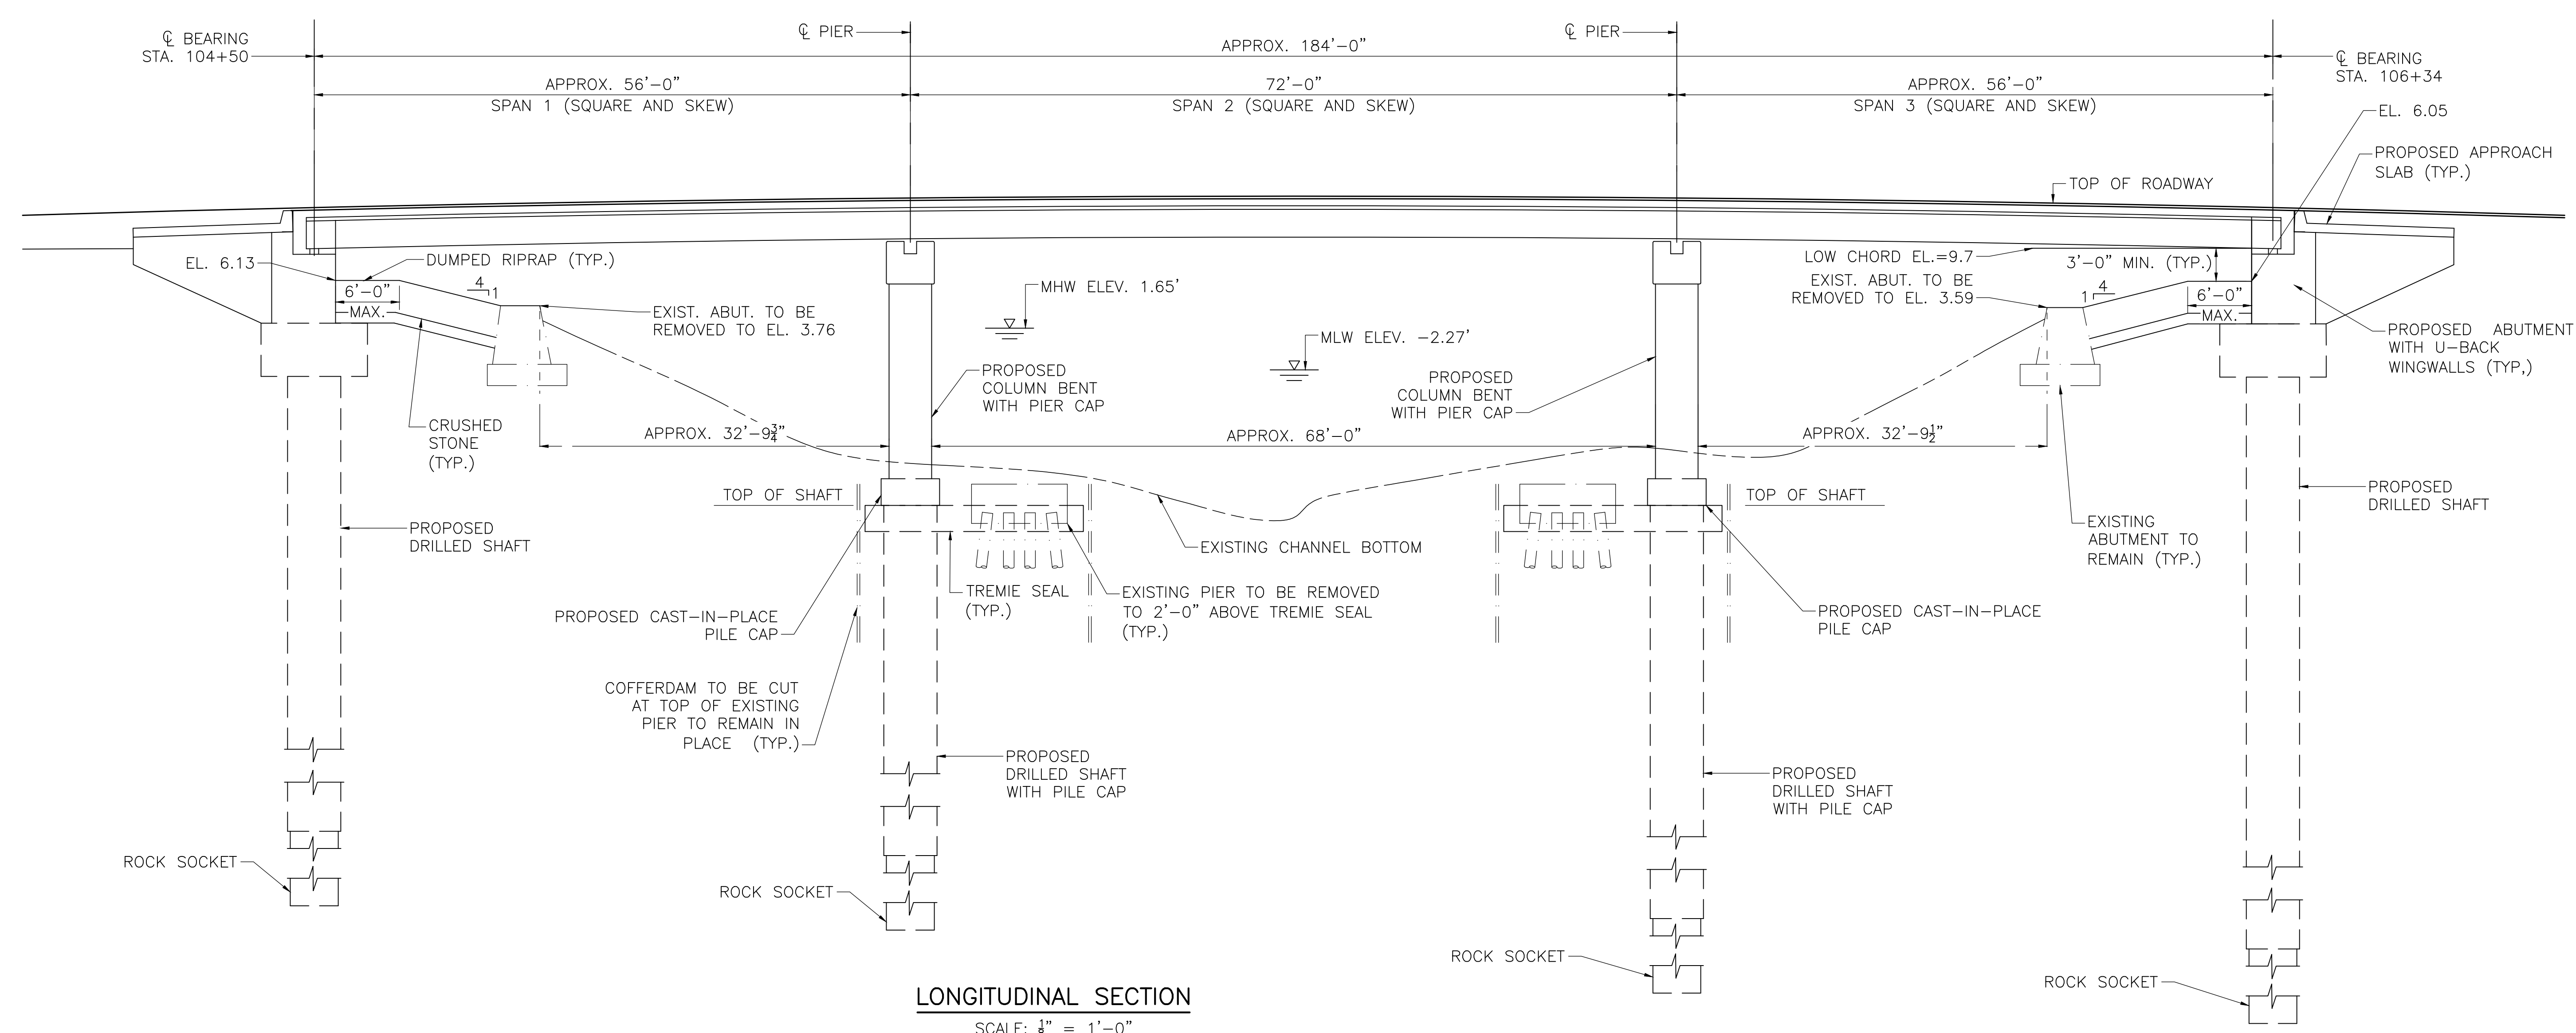 ℄ BEARING
STA. 104+50
℄ PIER
℄ PIER
APPROX. 184'-0"
℄ BEARING
STA. 106+34
APPROX. 56'-0"
SPAN 1 (SQUARE AND SKEW)
72'-0"
SPAN 2 (SQUARE AND SKEW)
APPROX. 56'-0"
SPAN 3 (SQUARE AND SKEW)
EL. 6.05
PROPOSED APPROACH
SLAB (TYP.)
TOP OF ROADWAY
EL. 6.13
DUMPED RIPRAP (TYP.)
6'-0"
MAX.
4
1
EXIST. ABUT. TO BE
REMOVED TO EL. 3.76
MHW ELEV. 1.65'
MLW ELEV. -2.27'
LOW CHORD EL.=9.7
3'-0" MIN. (TYP.)
EXIST. ABUT. TO BE
REMOVED TO EL. 3.59
1
4
6'-0"
MAX.
PROPOSED ABUTMENT
WITH U-BACK
WINGWALLS (TYP,)
PROPOSED
COLUMN BENT
WITH PIER CAP
PROPOSED
COLUMN BENT
WITH PIER CAP
CRUSHED
STONE
(TYP.)
APPROX. 32'-9¾"
APPROX. 68'-0"
APPROX. 32'-9½"
TOP OF SHAFT
TOP OF SHAFT
PROPOSED
DRILLED SHAFT
PROPOSED
DRILLED SHAFT
EXISTING
ABUTMENT TO
REMAIN (TYP.)
EXISTING CHANNEL BOTTOM
TREMIE SEAL
(TYP.)
EXISTING PIER TO BE REMOVED
TO 2'-0" ABOVE TREMIE SEAL
(TYP.)
PROPOSED CAST-IN-PLACE
PILE CAP
PROPOSED CAST-IN-PLACE
PILE CAP
COFFERDAM TO BE CUT
AT TOP OF EXISTING
PIER TO REMAIN IN
PLACE (TYP.)
PROPOSED
DRILLED SHAFT
WITH PILE CAP
PROPOSED
DRILLED SHAFT
WITH PILE CAP
ROCK SOCKET
ROCK SOCKET
ROCK SOCKET
ROCK SOCKET
LONGITUDINAL SECTION
SCALE: ⅛" = 1'-0"